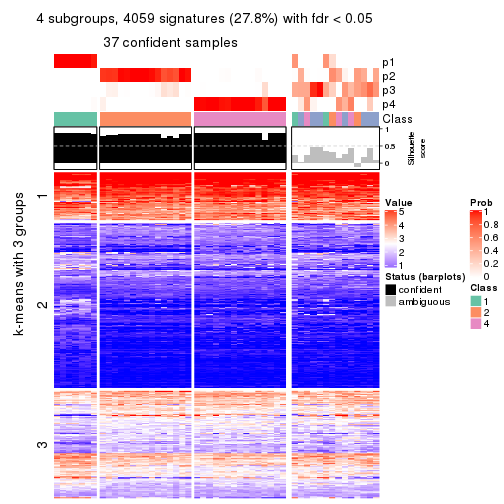 4 subgroups, 4059 signatures (27.8%) with fdr < 0.05
37 confident samples
p1
p2
p3
p4
Class
1
0.5
0
Silhouette
score
k-means with 3 groups
1
2
3
Value
5
4
3
2
1
Status (barplots)
confident
ambiguous
Prob
1
0.8
0.6
0.4
0.2
0
Class
1
2
4